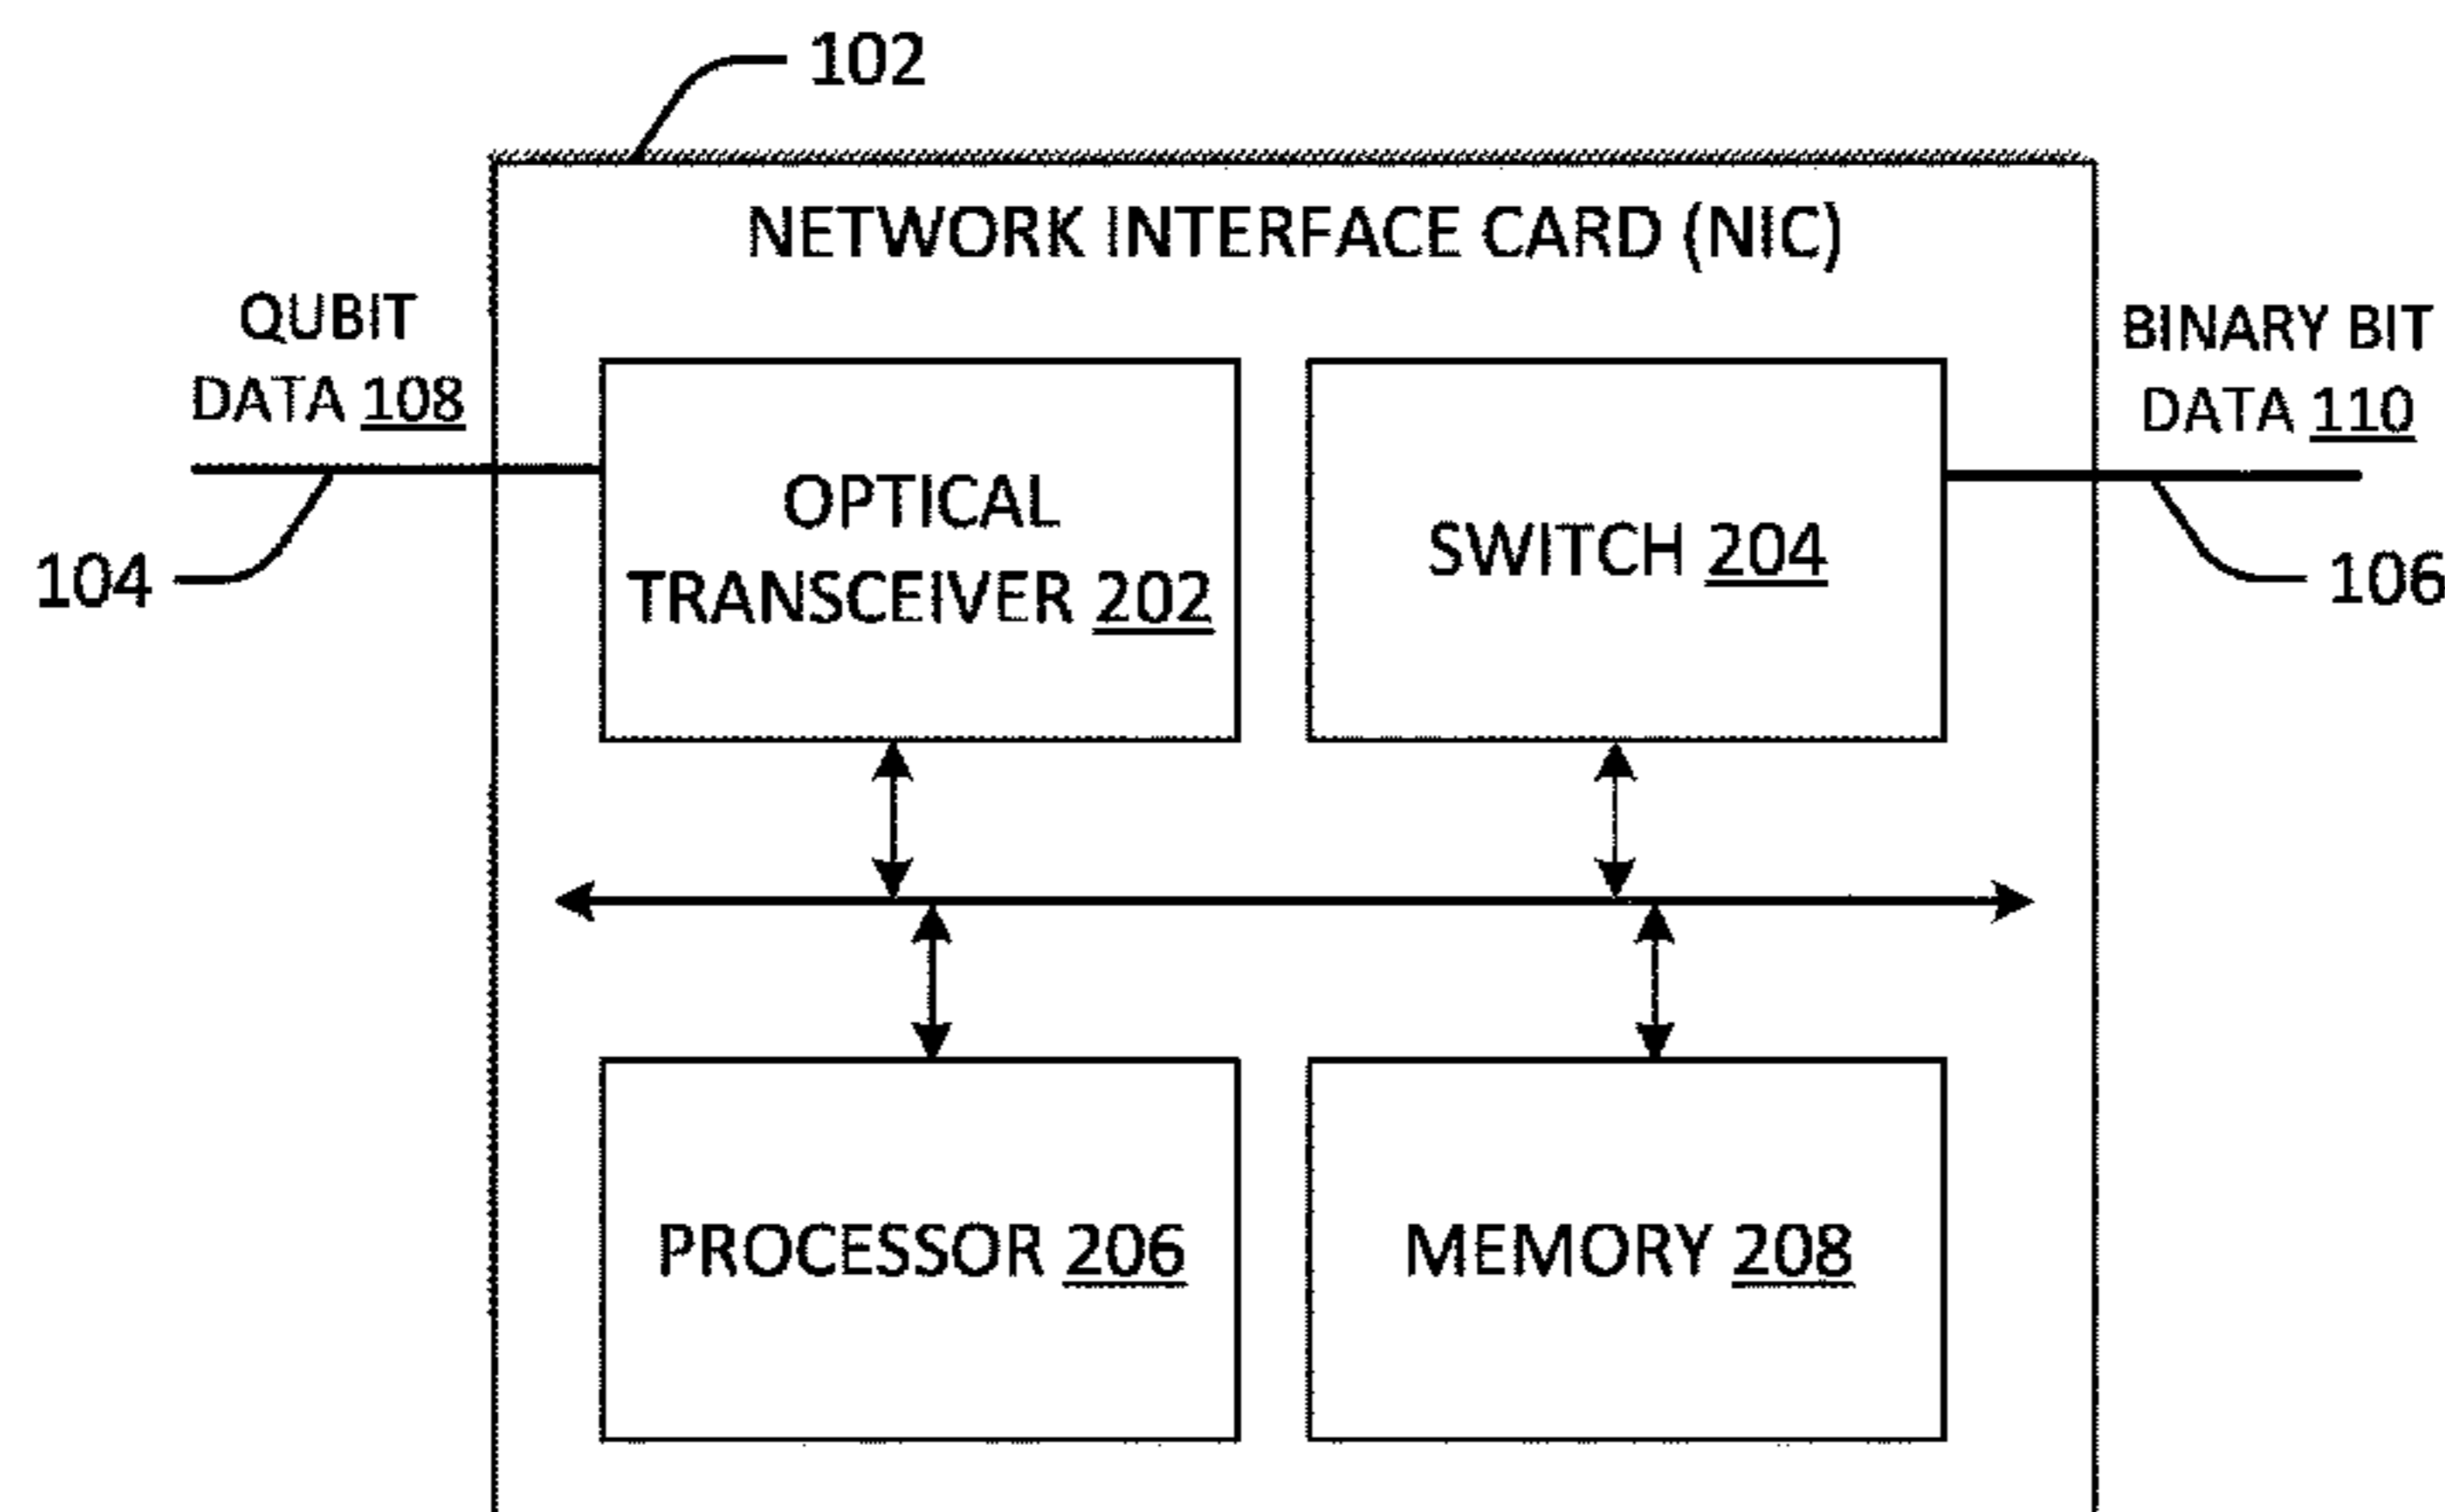 102
NETWORK INTERFACE CARD (NIC)
QUBIT
DATA 108
BINARY BIT
DATA 110
OPTICAL
TRANSCEIVER 202
SWITCH 204
104
106
PROCESSOR 206
MEMORY 208